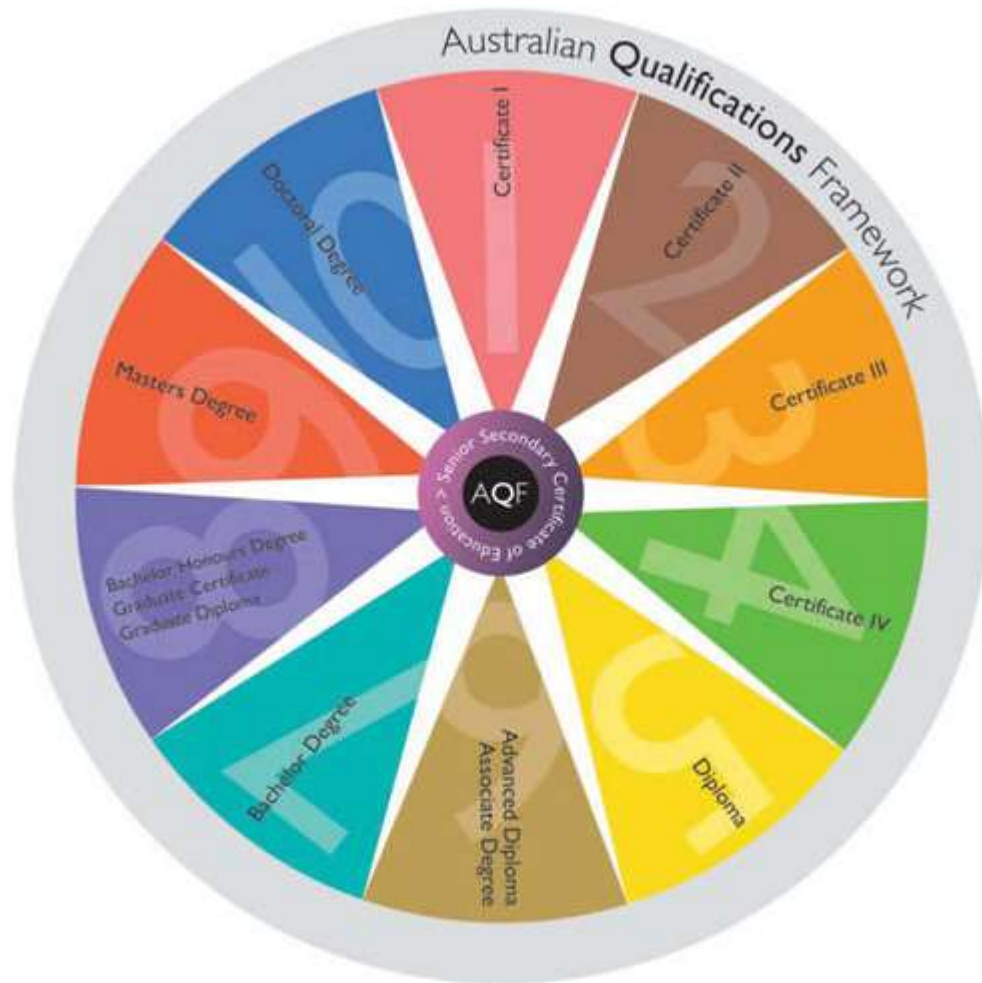 Australian Qualifications Framework
1
Certificate I
2
Certificate II
3
Certificate III
4
Certificate IV
5
Diploma
6
Advanced Diploma
Associate Degree
7
Bachelor Degree
8
Bachelor Honours Degree
Graduate Certificate
Graduate Diploma
9
Masters Degree
10
Doctoral Degree
Senior Secondary Certificate of Education >
AQF